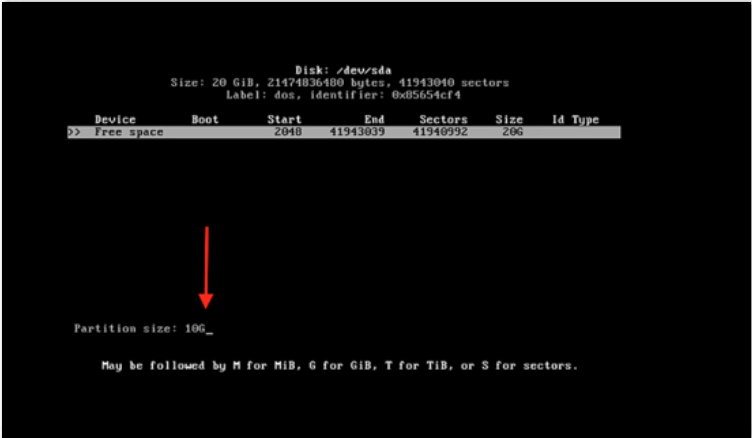 Disk: /dev/sda
Size: 20 GiB, 21474836480 bytes, 41943040 sectors
Label: dos, identifier: 0x85654cf4
Device Boot Start End Sectors Size Id Type
>> Free space 2048 41943039 41940992 20G
Partition size: 10G_
May be followed by M for MiB, G for GiB, T for TiB, or S for sectors.